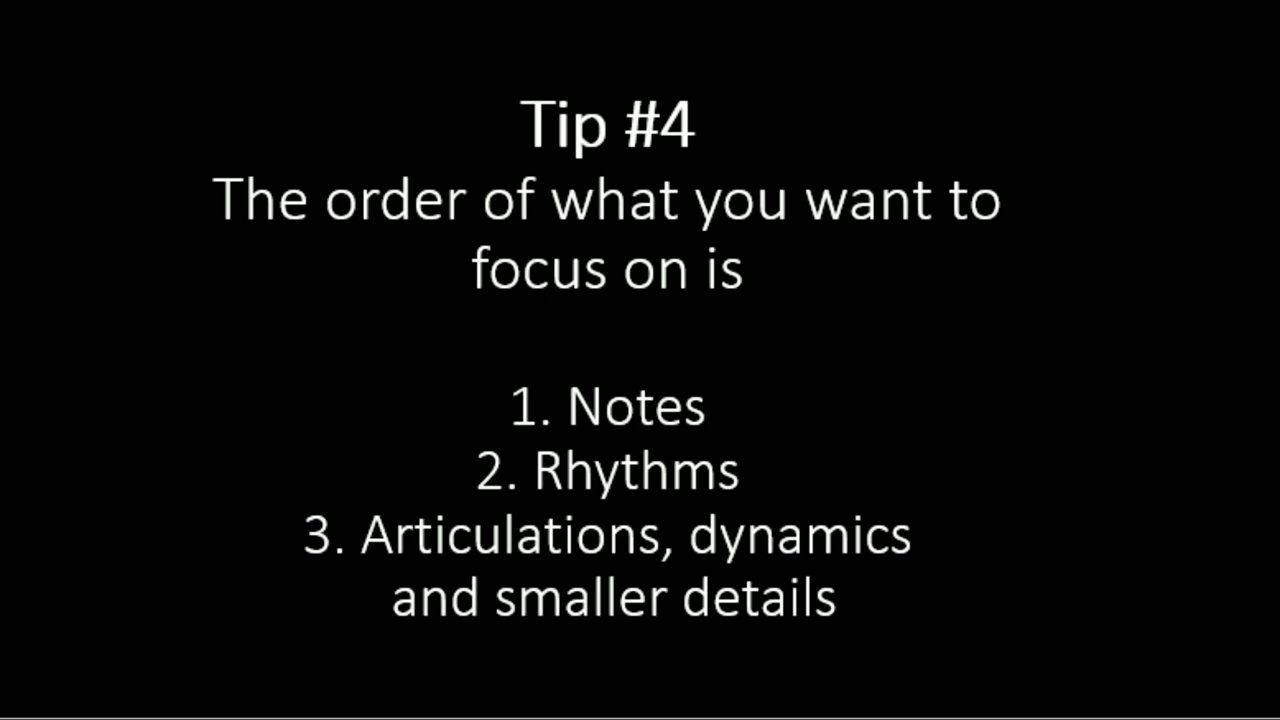 Tip #4
The order of what you want to
focus on is
1. Notes
2. Rhythms
3. Articulations, dynamics
and smaller details